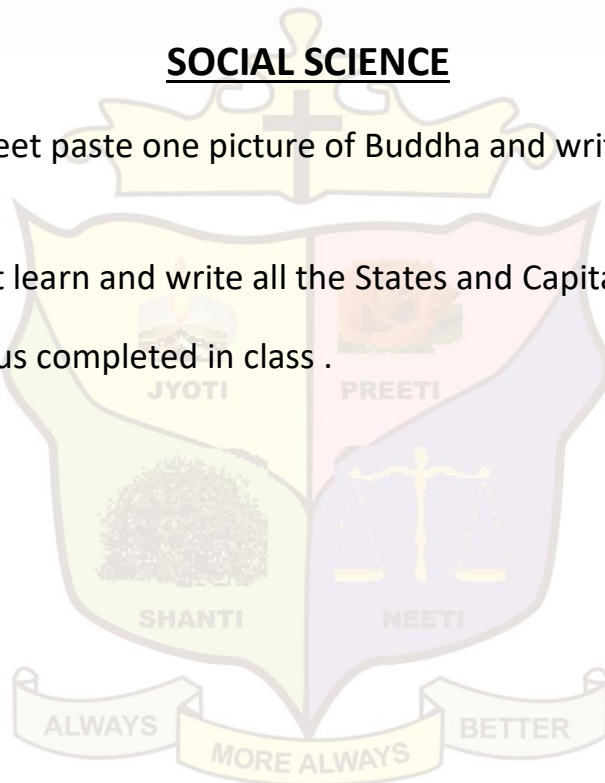 SOCIAL SCIENCE
eet paste one picture of Buddha and writ
t learn and write all the States and Capita
us completed in class .
JYOTI PREETI
SHANTI NEETI
ALWAYS BETTER
MORE ALWAYS